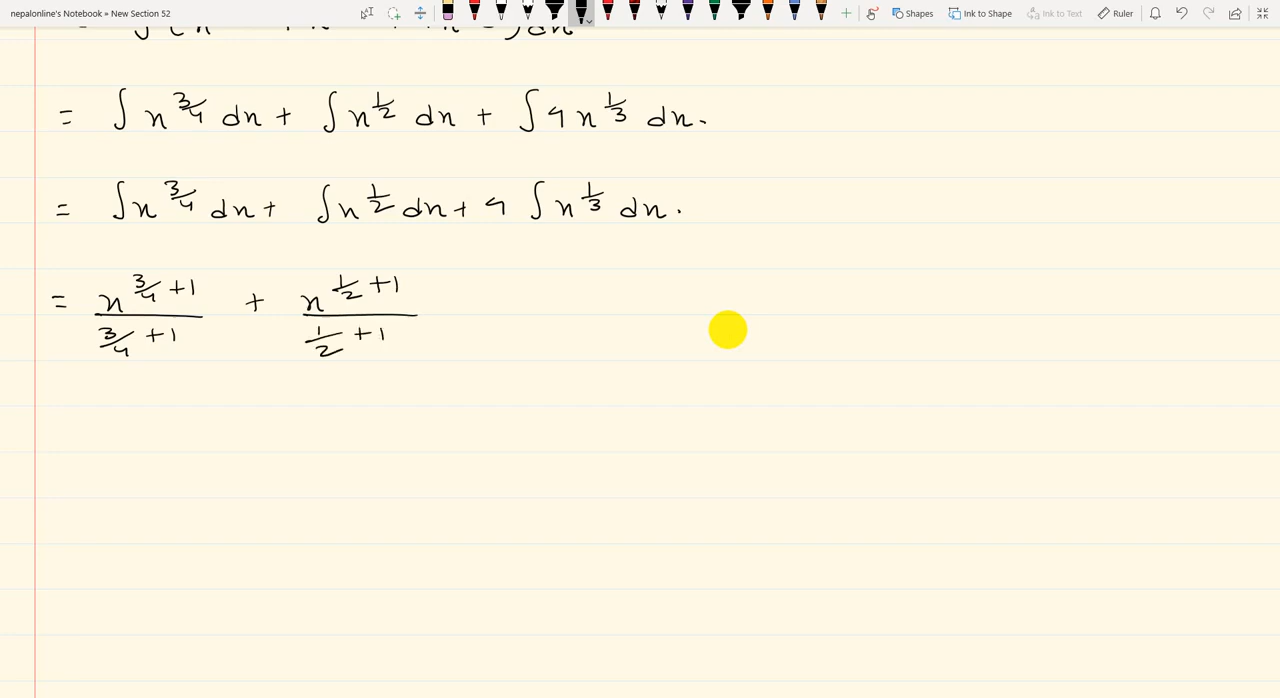 nepalonline's Notebook » New Section 52
Shapes Ink to Shape Ink to Text Ruler
= ∫ x^(3/4) dx + ∫ x^(1/2) dx + ∫ 4 x^(1/3) dx.
= ∫ x^(3/4) dx + ∫ x^(1/2) dx + 4 ∫ x^(1/3) dx.
= x^(3/4 + 1) / (3/4 + 1) + x^(1/2 + 1) / (1/2 + 1)